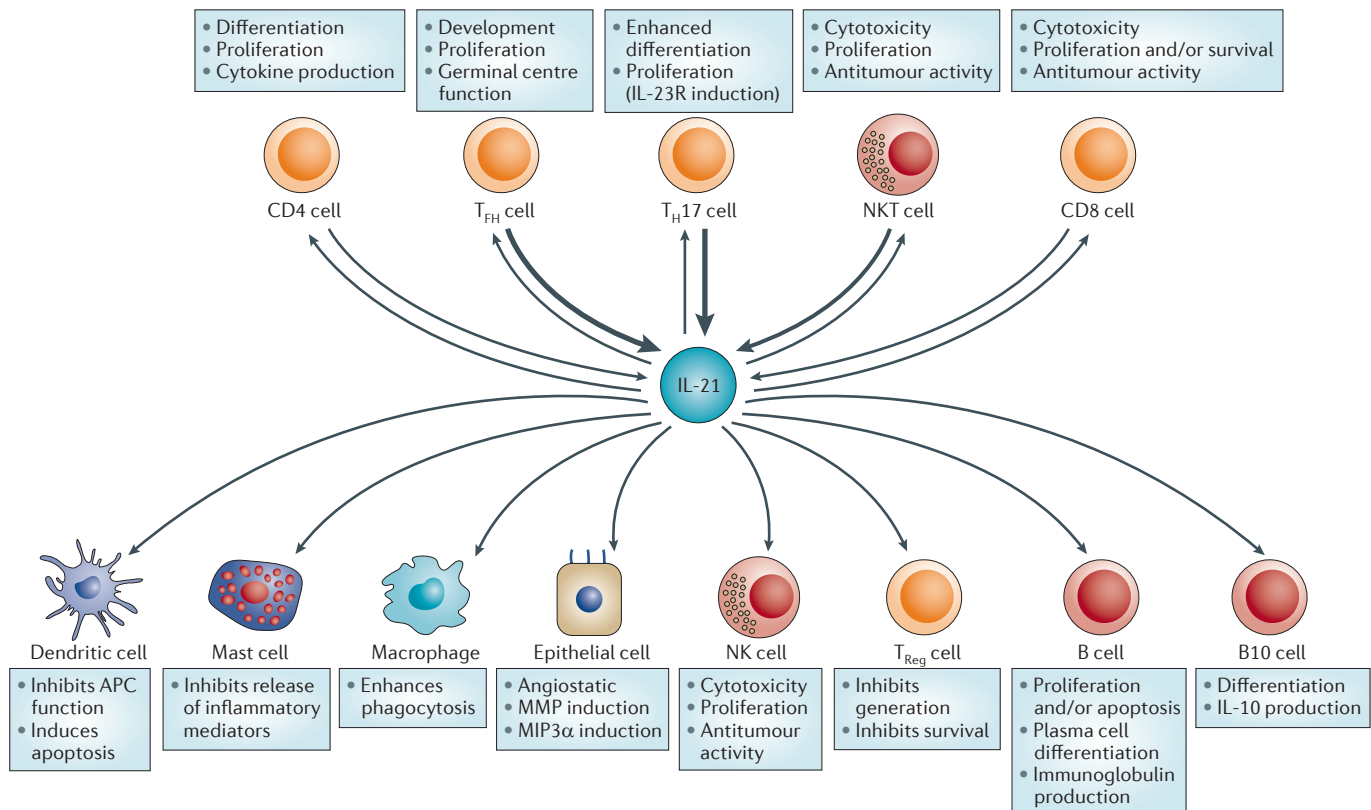 • Differentiation
• Proliferation
• Cytokine production
• Development
• Proliferation
• Germinal centre
function
• Enhanced
differentiation
• Proliferation
(IL-23R induction)
• Cytotoxicity
• Proliferation
• Antitumour activity
• Cytotoxicity
• Proliferation and/or survival
• Antitumour activity
CD4 cell
TFH cell
TH17 cell
NKT cell
CD8 cell
IL-21
Dendritic cell
Mast cell
Macrophage
Epithelial cell
NK cell
TReg cell
B cell
B10 cell
• Inhibits APC
function
• Induces
apoptosis
• Inhibits release
of inflammatory
mediators
• Enhances
phagocytosis
• Angiostatic
• MMP induction
• MIP3α induction
• Cytotoxicity
• Proliferation
• Antitumour
activity
• Inhibits
generation
• Inhibits survival
• Proliferation
and/or apoptosis
• Plasma cell
differentiation
• Immunoglobulin
production
• Differentiation
• IL-10 production